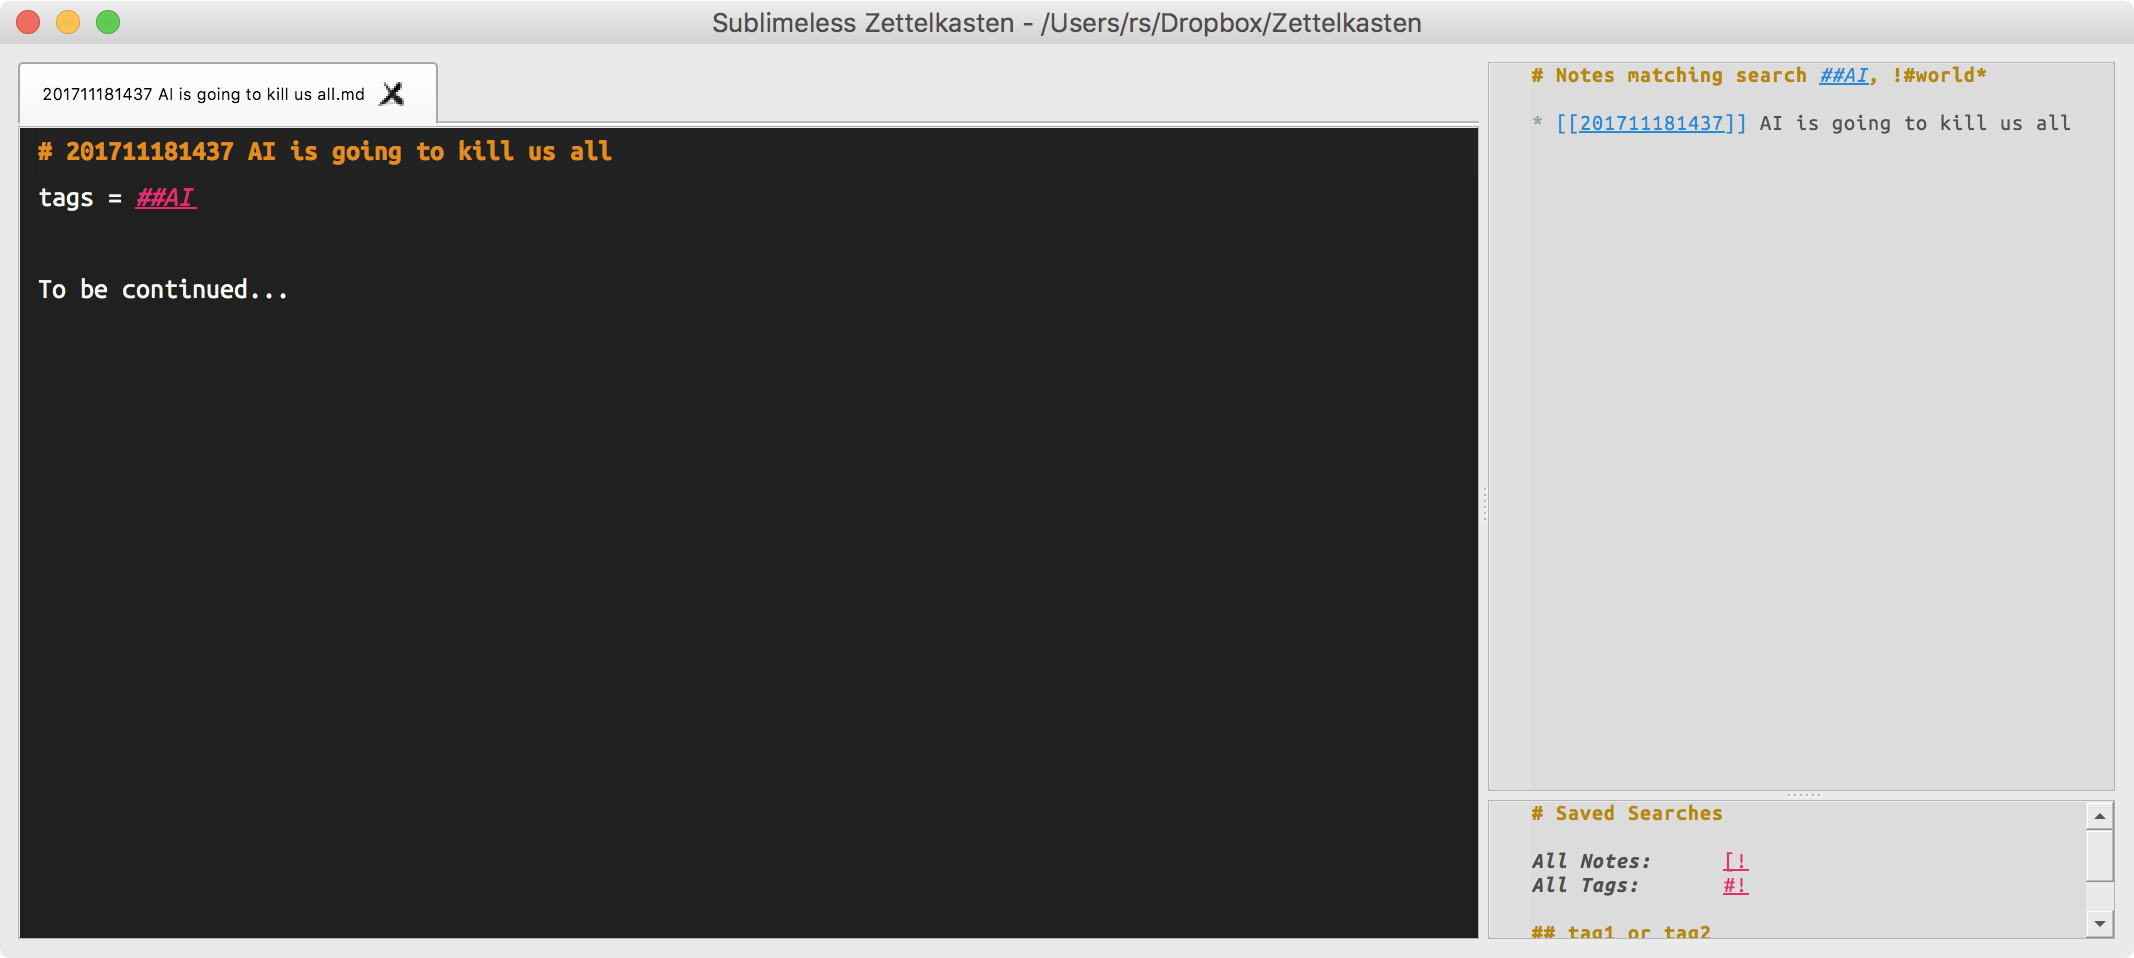 Sublimeless Zettelkasten - /Users/rs/Dropbox/Zettelkasten
201711181437 AI is going to kill us all.md
# 201711181437 AI is going to kill us all
tags = ##AI
To be continued...
# Notes matching search ##AI, !#world*
* [[201711181437]] AI is going to kill us all
# Saved Searches
All Notes: [!
All Tags: #!
## tag1 or tag2